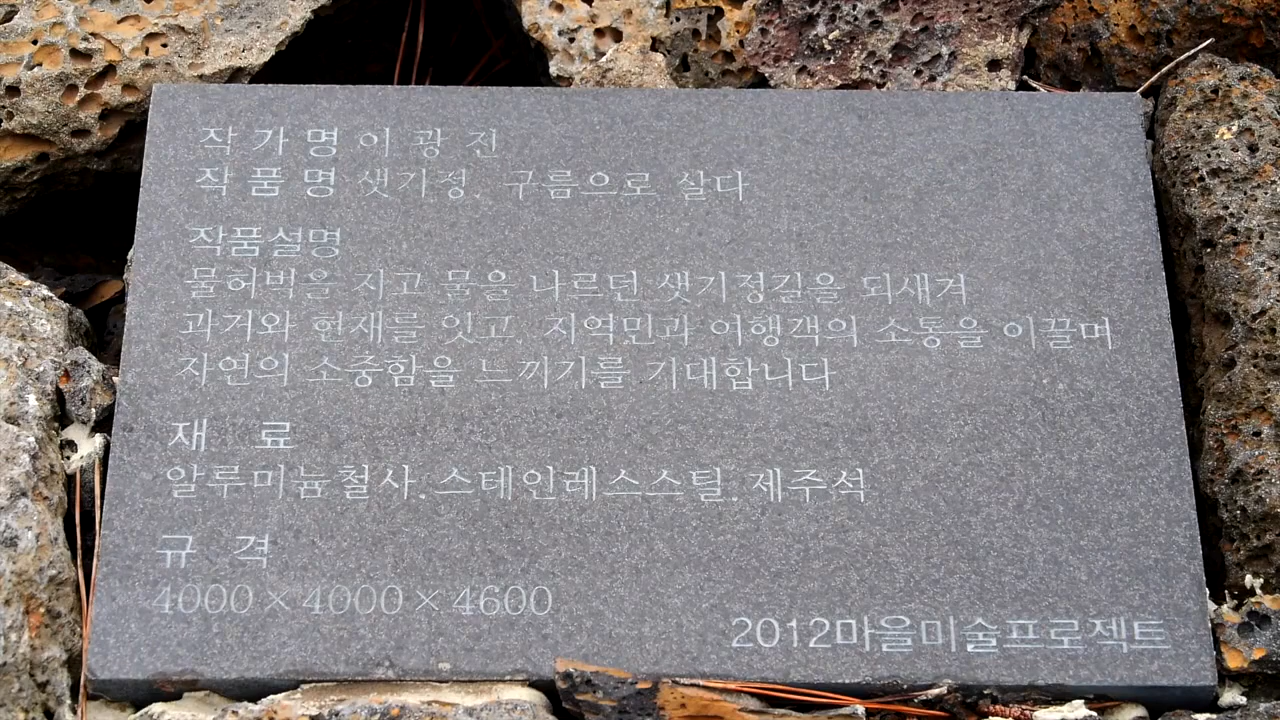 작 가 명 이 광 진
작 품 명 샛기정, 구름으로 살다
작품설명
물허벅을 지고 물을 나르던 샛기정길을 되새겨
과거와 현재를 잇고, 지역민과 여행객의 소통을 이끌며
자연의 소중함을 느끼기를 기대합니다
재 료
알루미늄철사.스테인레스스틸.제주석
규 격
4000×4000×4600
2012마을미술프로젝트